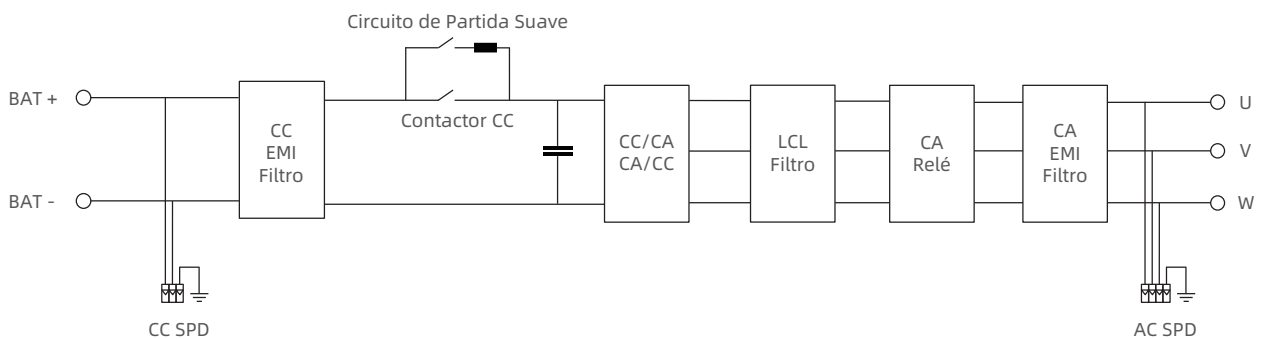 Circuito de Partida Suave
BAT +
Contactor CC
BAT -
CC
EMI
Filtro
CC/CA
CA/CC
LCL
Filtro
CA
Relé
CA
EMI
Filtro
U
V
W
CC SPD
AC SPD